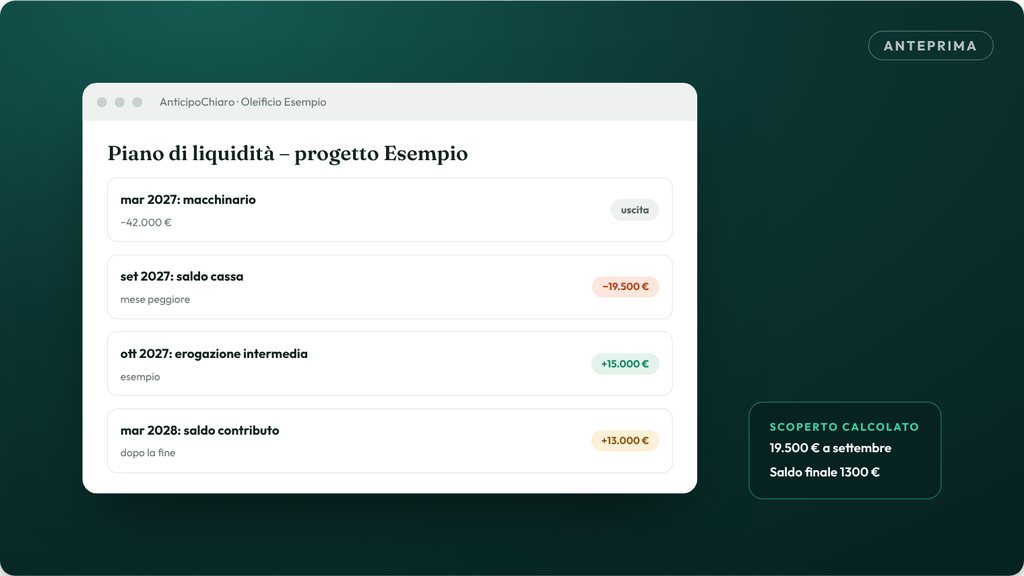 ANTEPRIMA
AnticipoChiaro · Oleificio Esempio
Piano di liquidità – progetto Esempio
mar 2027: macchinario
−42.000 €
uscita
set 2027: saldo cassa
mese peggiore
−19.500 €
ott 2027: erogazione intermedia
esempio
+15.000 €
mar 2028: saldo contributo
dopo la fine
+13.000 €
SCOPERTO CALCOLATO
19.500 € a settembre
Saldo finale 1300 €